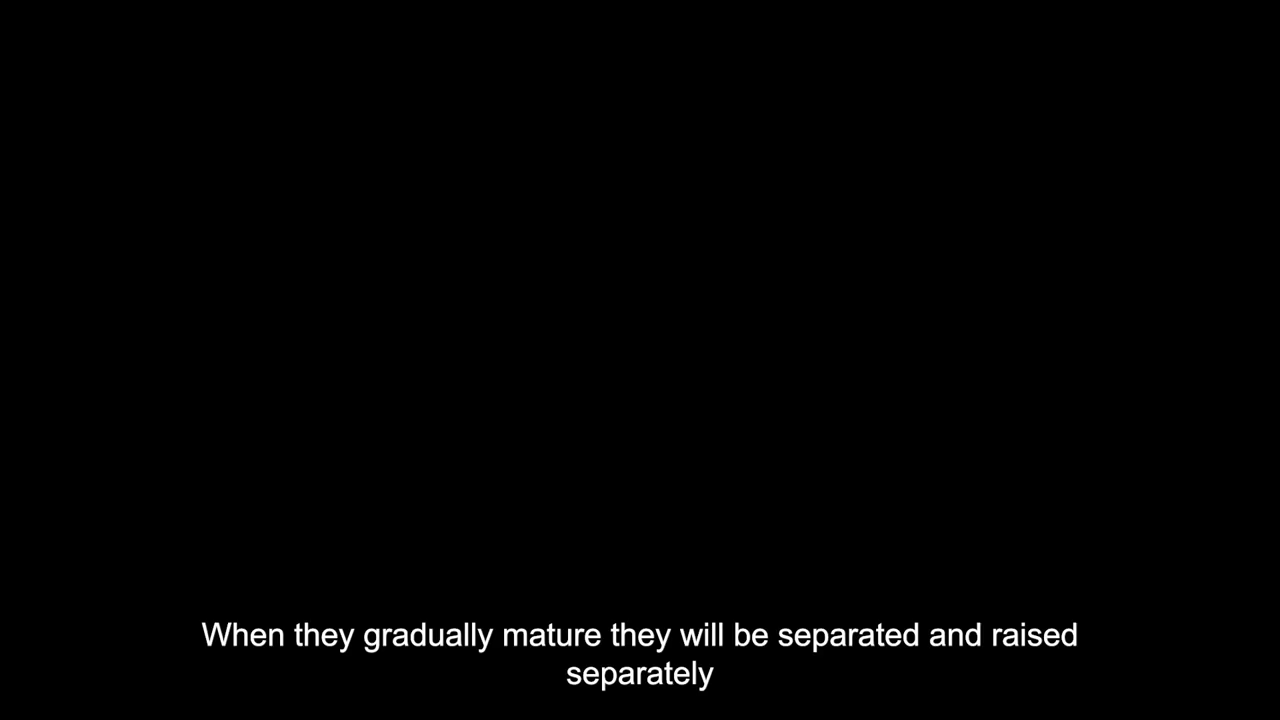 When they gradually mature they will be separated and raised
separately